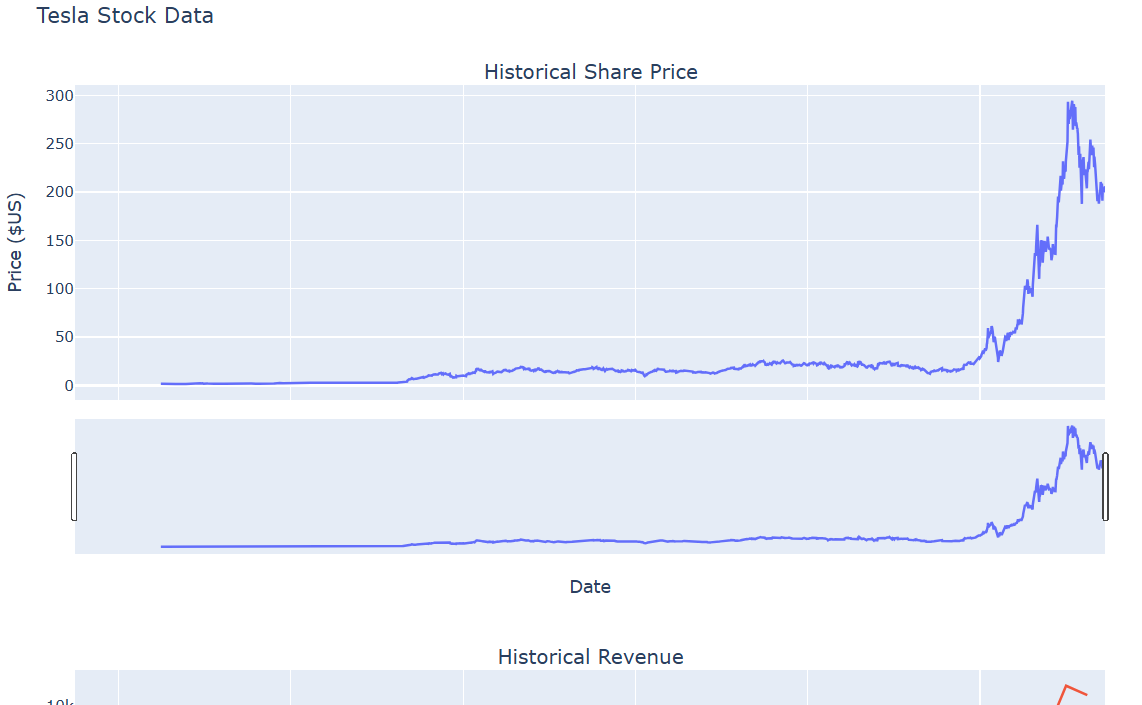 Tesla Stock Data
Historical Share Price
300
250
200
150
100
50
0
Price ($US)
Date
Historical Revenue
10k